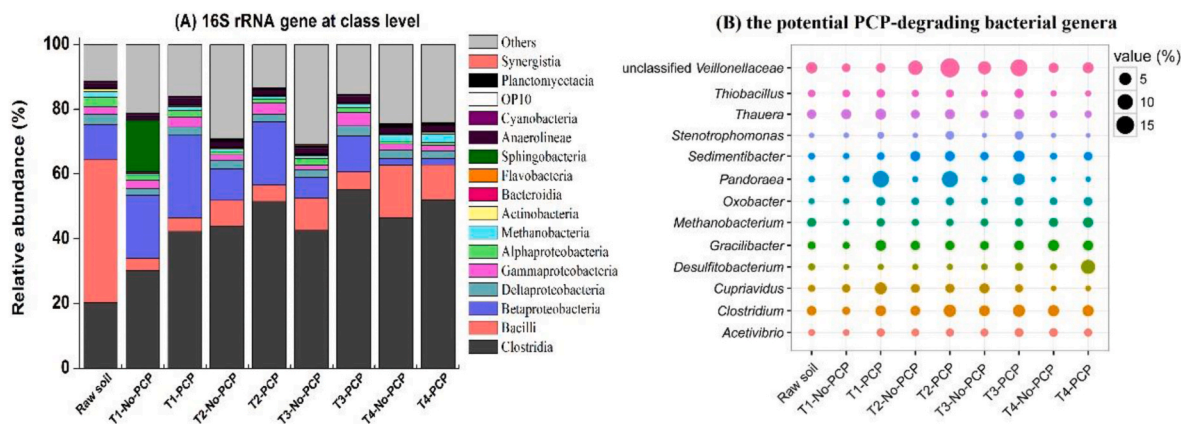 (A) 16S rRNA gene at class level
Relative abundance (%)
100
80
60
40
20
0
Raw soil
T1-No-PCP
T1-PCP
T2-No-PCP
T2-PCP
T3-No-PCP
T3-PCP
T4-No-PCP
T4-PCP
Others
Synergistia
Planctomycetacia
OP10
Cyanobacteria
Anaerolineae
Sphingobacteria
Flavobacteria
Bacteroidia
Actinobacteria
Methanobacteria
Alphaproteobacteria
Gammaproteobacteria
Deltaproteobacteria
Betaproteobacteria
Bacilli
Clostridia
(B) the potential PCP-degrading bacterial genera
unclassified Veillonellaceae
Thiobacillus
Thauera
Stenotrophomonas
Sedimentibacter
Pandoraea
Oxobacter
Methanobacterium
Gracilibacter
Desulfitobacterium
Cupriavidus
Clostridium
Acetivibrio
Raw soil
T1-No-PCP
T1-PCP
T2-No-PCP
T2-PCP
T3-No-PCP
T3-PCP
T4-No-PCP
T4-PCP
value (%)
5
10
15